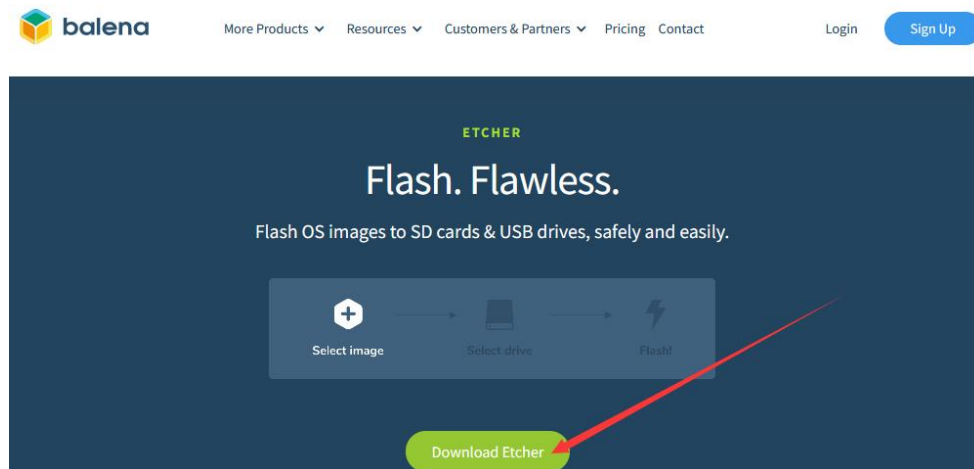 balena
More Products Resources Customers & Partners Pricing Contact Login Sign Up
ETCHER
Flash. Flawless.
Flash OS images to SD cards & USB drives, safely and easily.
Select image Select drive Flash!
Download Etcher